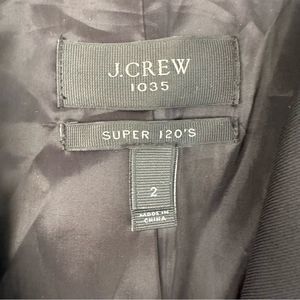 J.CREW
1035
SUPER 120'S
2
MADE IN
CHINA